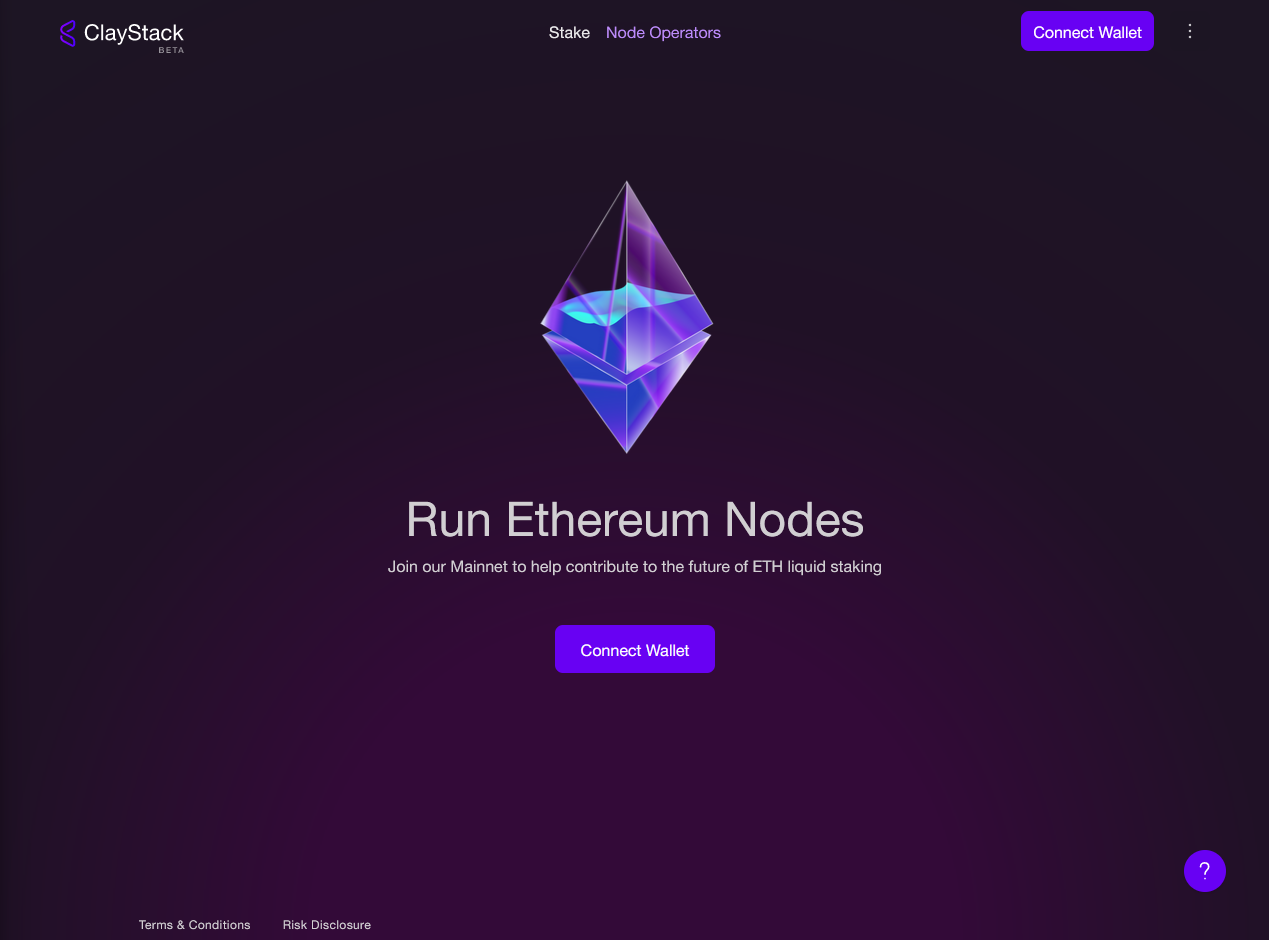 ClayStack
BETA
Stake
Node Operators
Connect Wallet
Run Ethereum Nodes
Join our Mainnet to help contribute to the future of ETH liquid staking
Connect Wallet
?
Terms & Conditions
Risk Disclosure